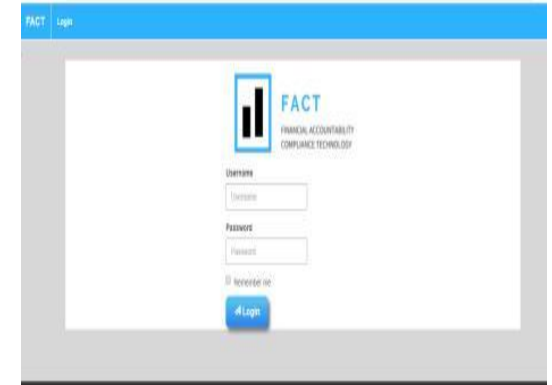 FACT Login
FACT
FINANCIAL ACCOUNTABILITY
COMPLIANCE TECHNOLOGY
Username
Username
Password
Password
Remember me
Login